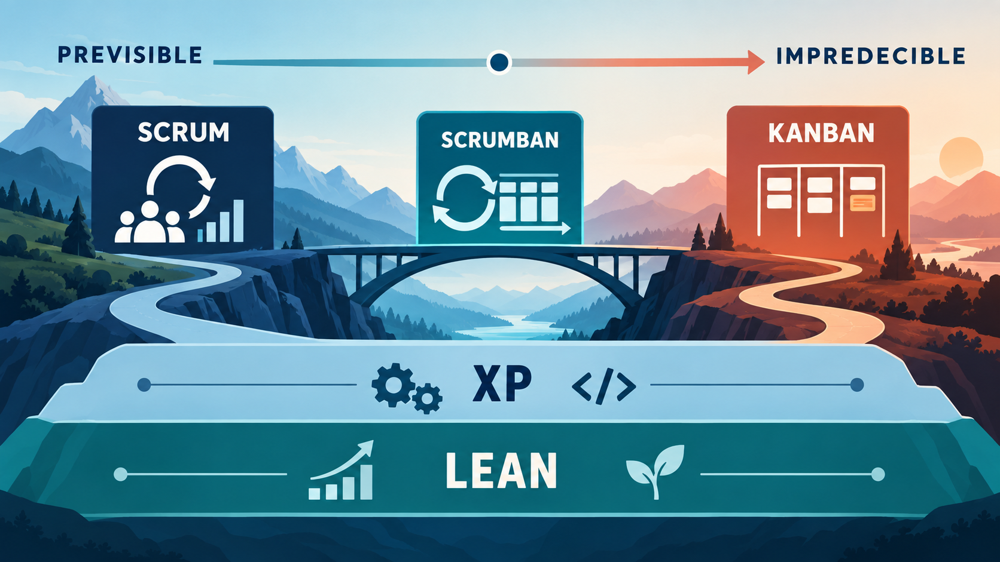 PREVISIBLE
IMPREDECIBLE
SCRUM
SCRUMBAN
KANBAN
XP
</>
LEAN